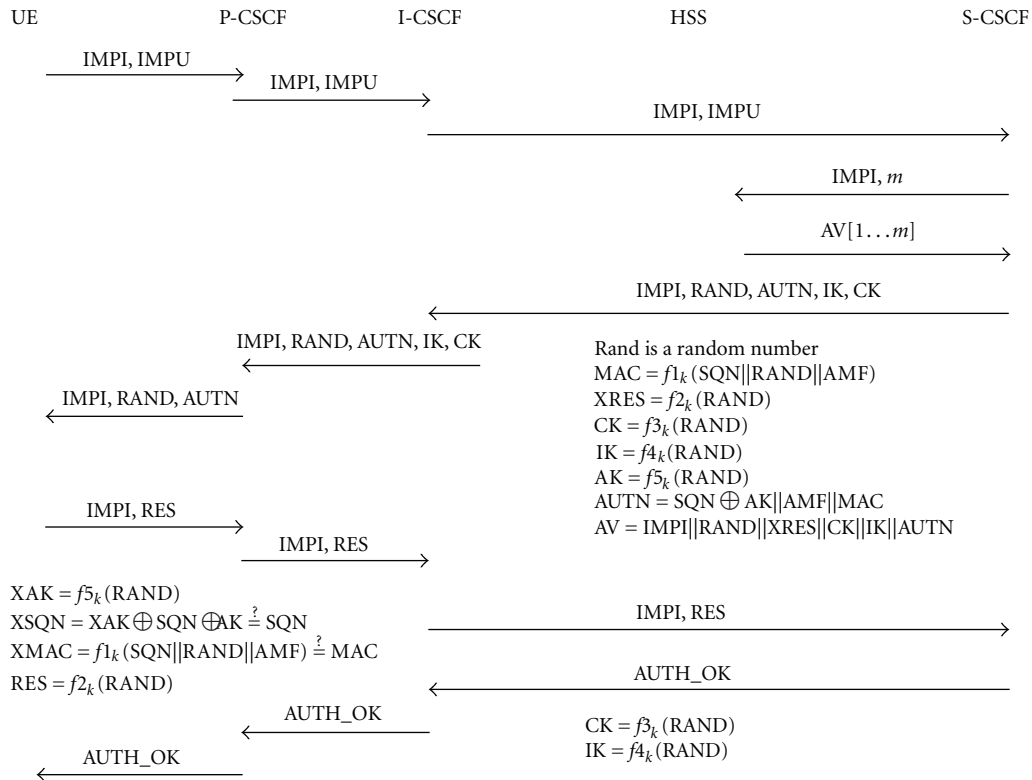 UE P-CSCF I-CSCF HSS S-CSCF
IMPI, IMPU
IMPI, IMPU
IMPI, IMPU
IMPI, m
AV[1...m]
IMPI, RAND, AUTN, IK, CK
IMPI, RAND, AUTN, IK, CK
IMPI, RAND, AUTN
Rand is a random number
MAC = f1k(SQN||RAND||AMF)
XRES = f2k(RAND)
CK = f3k(RAND)
IK = f4k(RAND)
AK = f5k(RAND)
AUTN = SQN ⊕ AK||AMF||MAC
AV = IMPI||RAND||XRES||CK||IK||AUTN
IMPI, RES
IMPI, RES
XAK = f5k(RAND)
XSQN = XAK ⊕ SQN ⊕ AK ≟ SQN
XMAC = f1k(SQN||RAND||AMF) ≟ MAC
RES = f2k(RAND)
IMPI, RES
AUTH_OK
AUTH_OK
CK = f3k(RAND)
IK = f4k(RAND)
AUTH_OK